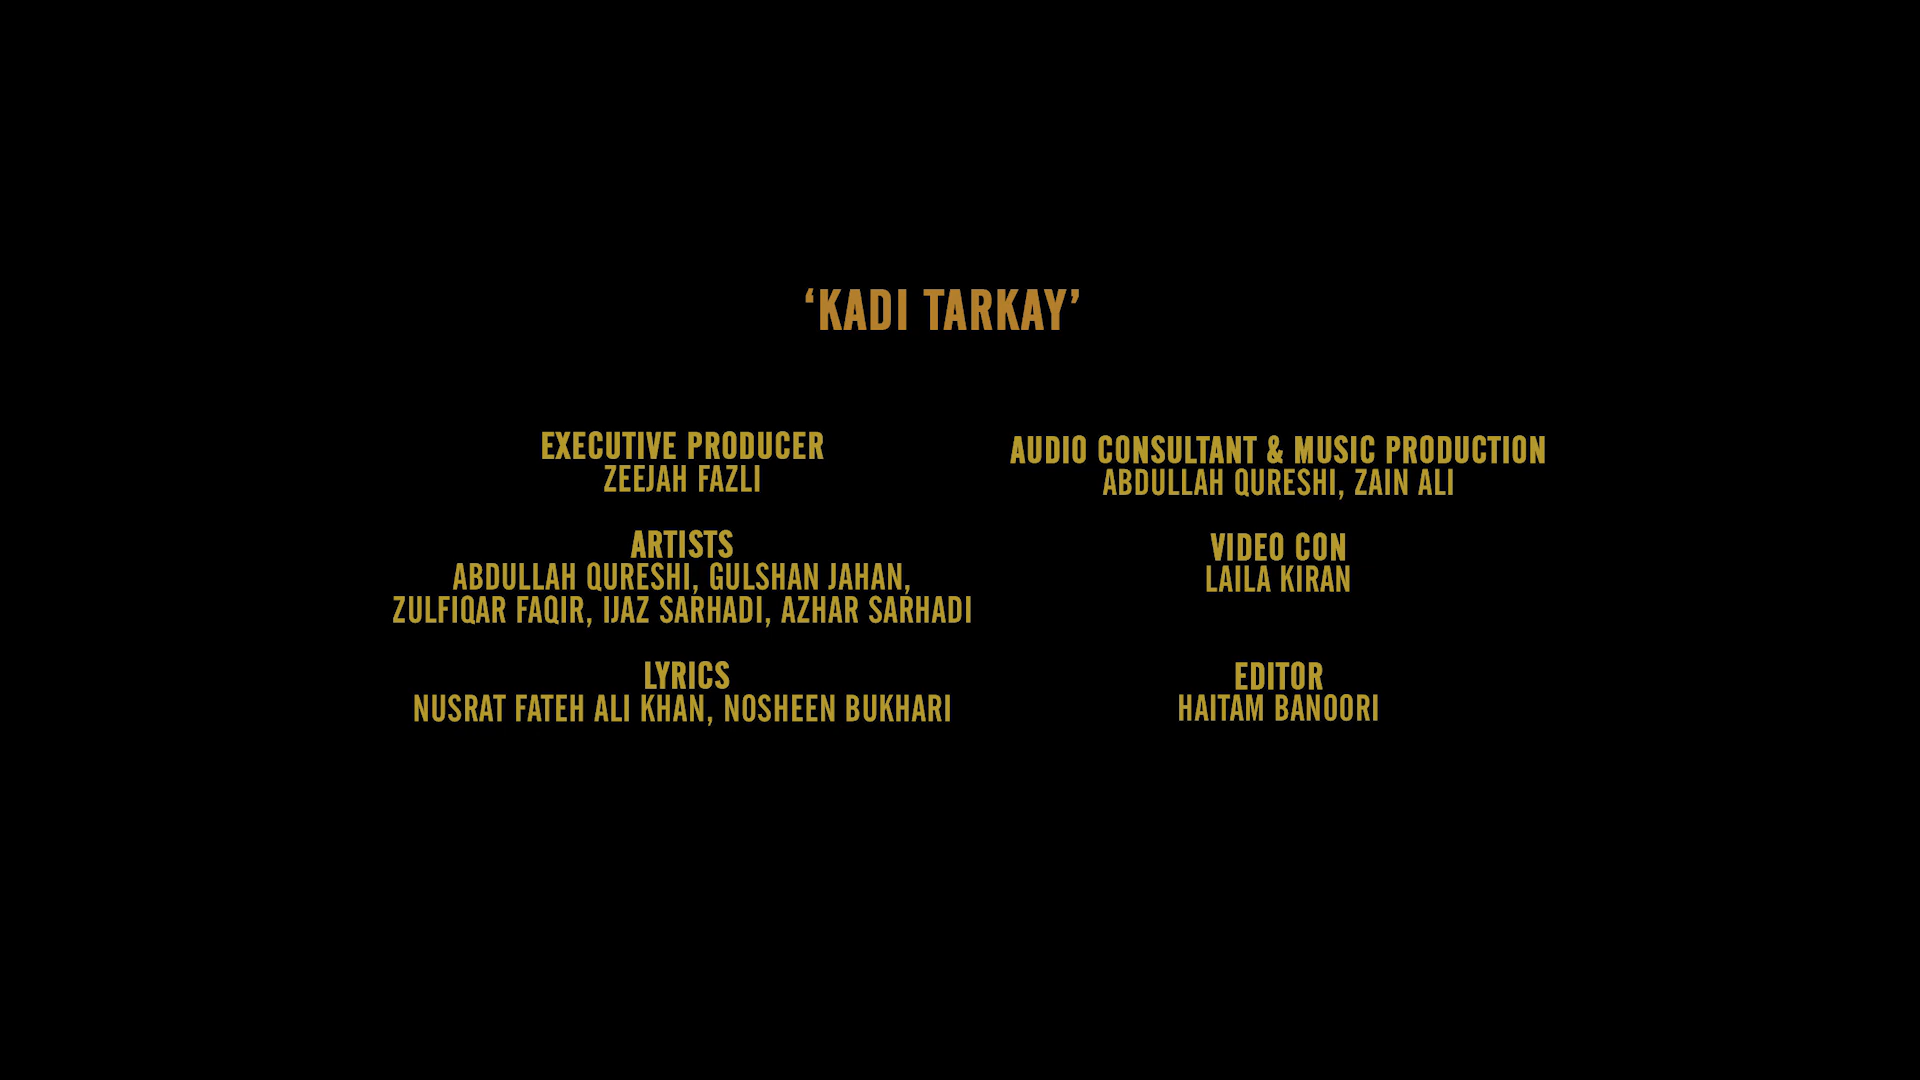 ‘KADI TARKAY’
EXECUTIVE PRODUCER
ZEEJAH FAZLI
ARTISTS
ABDULLAH QURESHI, GULSHAN JAHAN,
ZULFIQAR FAQIR, IJAZ SARHADI, AZHAR SARHADI
LYRICS
NUSRAT FATEH ALI KHAN, NOSHEEN BUKHARI
AUDIO CONSULTANT & MUSIC PRODUCTION
ABDULLAH QURESHI, ZAIN ALI
VIDEO CON
LAILA KIRAN
EDITOR
HAITAM BANOORI